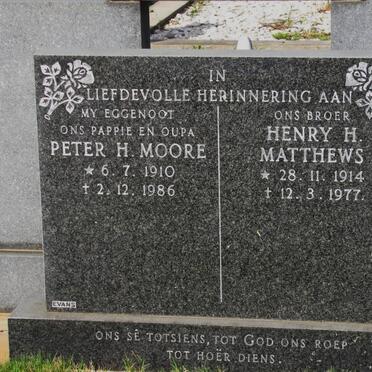 IN
LIEFDEVOLLE HERINNERING AAN
MY EGGENOOT
ONS PAPPIE EN OUPA
PETER H. MOORE
★ 6. 7. 1910
† 2. 12. 1986
ONS BROER
HENRY H.
MATTHEWS
★ 28. 11. 1914
† 12. 3. 1977.
EVANS
ONS SÊ TOTSIENS, TOT GOD ONS ROEP
TOT HOËR DIENS.